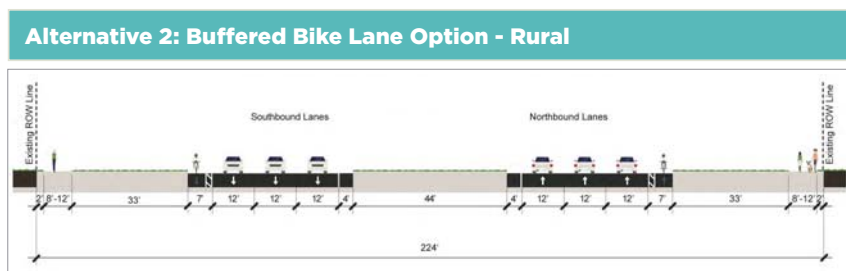 Alternative 2: Buffered Bike Lane Option - Rural
Existing ROW Line
Southbound Lanes
Northbound Lanes
Existing ROW Line
2' 8'-12' 33' 7' 12' 12' 12' 4' 44' 4' 12' 12' 12' 7' 33' 8'-12' 2'
224'